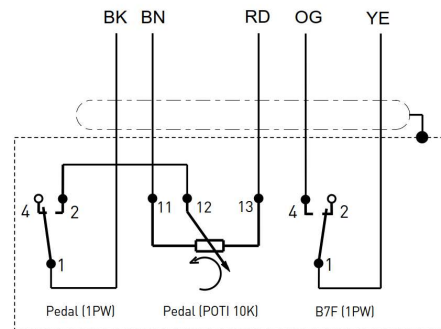 BK BN RD OG YE
4 2 11 12 13 4 2
1 1
Pedal (1PW) Pedal (POTI 10K) B7F (1PW)